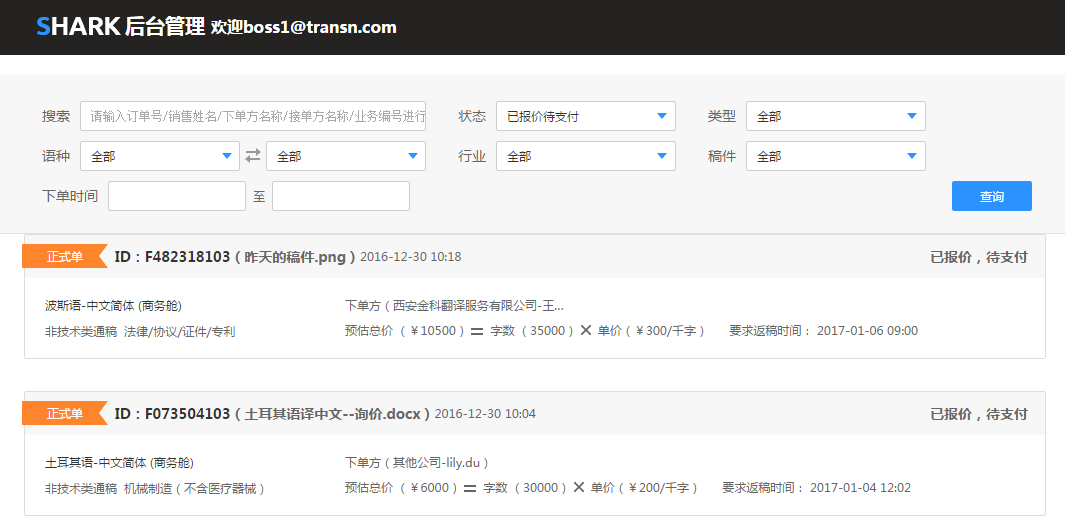 SHARK 后台管理 欢迎boss1@transn.com
搜索 请输入订单号/销售姓名/下单方名称/接单方名称/业务编号进行 状态 已报价待支付 类型 全部
语种 全部 全部 行业 全部 稿件 全部
下单时间 至 查询
正式单 ID：F482318103（昨天的稿件.png）2016-12-30 10:18 已报价，待支付
波斯语-中文简体 (商务舱) 下单方（西安金科翻译服务有限公司-王...
非技术类通稿 法律/协议/证件/专利 预估总价 （￥10500）= 字数 （35000）× 单价（￥300/千字） 要求返稿时间： 2017-01-06 09:00
正式单 ID：F073504103（土耳其语译中文--询价.docx）2016-12-30 10:04 已报价，待支付
土耳其语-中文简体 (商务舱) 下单方（其他公司-lily.du）
非技术类通稿 机械制造（不含医疗器械） 预估总价 （￥6000）= 字数 （30000）× 单价（￥200/千字） 要求返稿时间： 2017-01-04 12:02